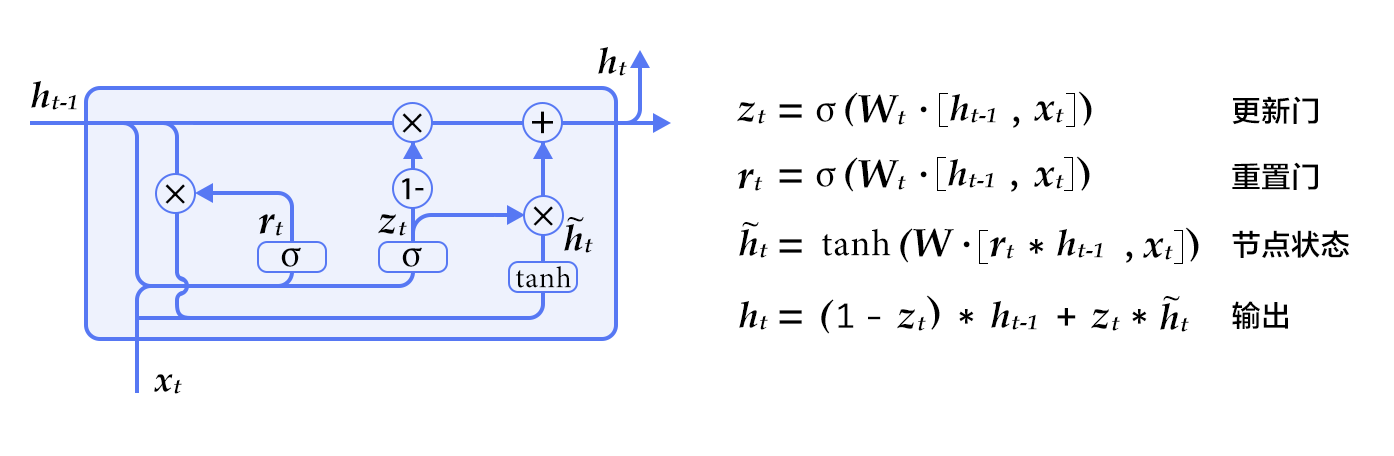 h_t
h_{t-1}
×
+
1-
×
r_t
z_t
×
h̃_t
σ
σ
tanh
x_t
z_t = σ (W_t · [h_{t-1} , x_t]) 更新门
r_t = σ (W_t · [h_{t-1} , x_t]) 重置门
h̃_t = tanh (W · [r_t * h_{t-1} , x_t]) 节点状态
h_t = (1 - z_t) * h_{t-1} + z_t * h̃_t 输出